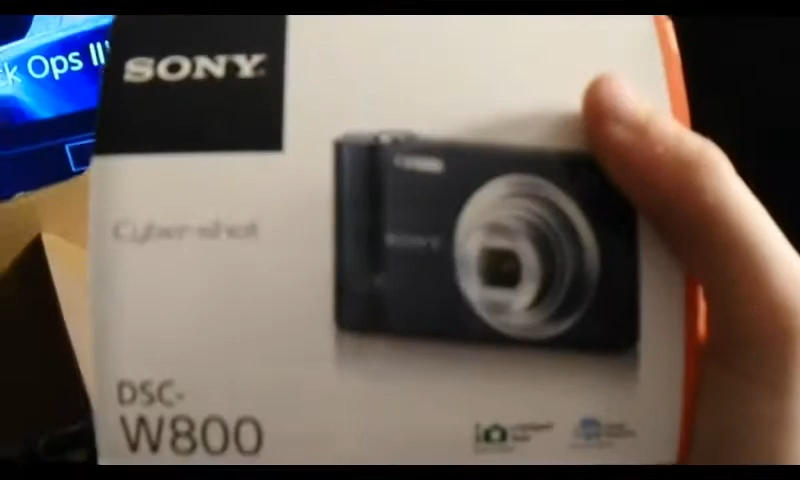 ck Ops II
SONY
Cyber-shot
SONY
DSC-
W800